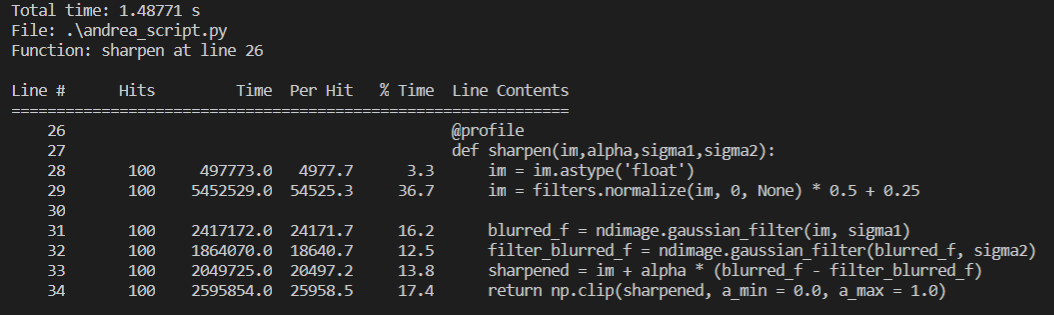 Total time: 1.48771 s
File: .\andrea_script.py
Function: sharpen at line 26

Line #      Hits         Time  Per Hit   % Time  Line Contents
==============================================================
    26                                           @profile
    27                                           def sharpen(im,alpha,sigma1,sigma2):
    28       100     497773.0   4977.7      3.3      im = im.astype('float')
    29       100    5452529.0  54525.3     36.7      im = filters.normalize(im, 0, None) * 0.5 + 0.25
    30
    31       100    2417172.0  24171.7     16.2      blurred_f = ndimage.gaussian_filter(im, sigma1)
    32       100    1864070.0  18640.7     12.5      filter_blurred_f = ndimage.gaussian_filter(blurred_f, sigma2)
    33       100    2049725.0  20497.2     13.8      sharpened = im + alpha * (blurred_f - filter_blurred_f)
    34       100    2595854.0  25958.5     17.4      return np.clip(sharpened, a_min = 0.0, a_max = 1.0)